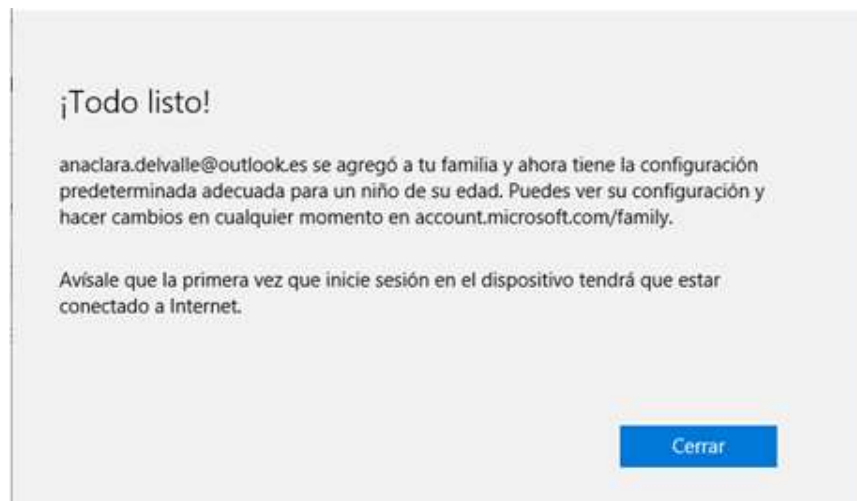 ¡Todo listo!
anaclara.delvalle@outlook.es se agregó a tu familia y ahora tiene la configuración
predeterminada adecuada para un niño de su edad. Puedes ver su configuración y
hacer cambios en cualquier momento en account.microsoft.com/family.
Avísale que la primera vez que inicie sesión en el dispositivo tendrá que estar
conectado a Internet.
Cerrar